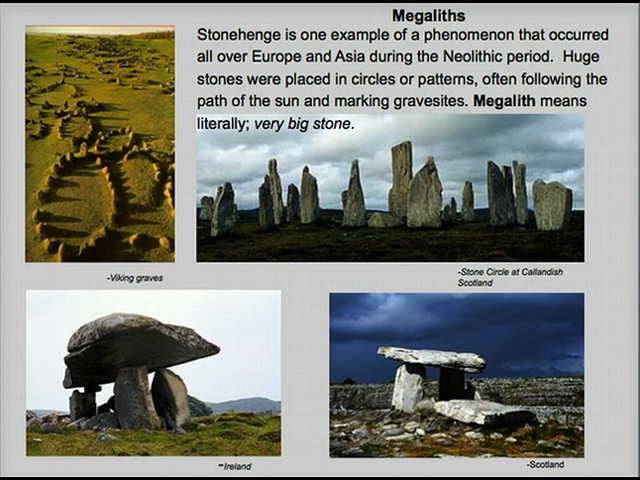 Megaliths
Stonehenge is one example of a phenomenon that occurred
all over Europe and Asia during the Neolithic period.  Huge
stones were placed in circles or patterns, often following the
path of the sun and marking gravesites. Megalith means
literally; very big stone.
-Viking graves
-Stone Circle at Callandish
Scotland
-Ireland
-Scotland